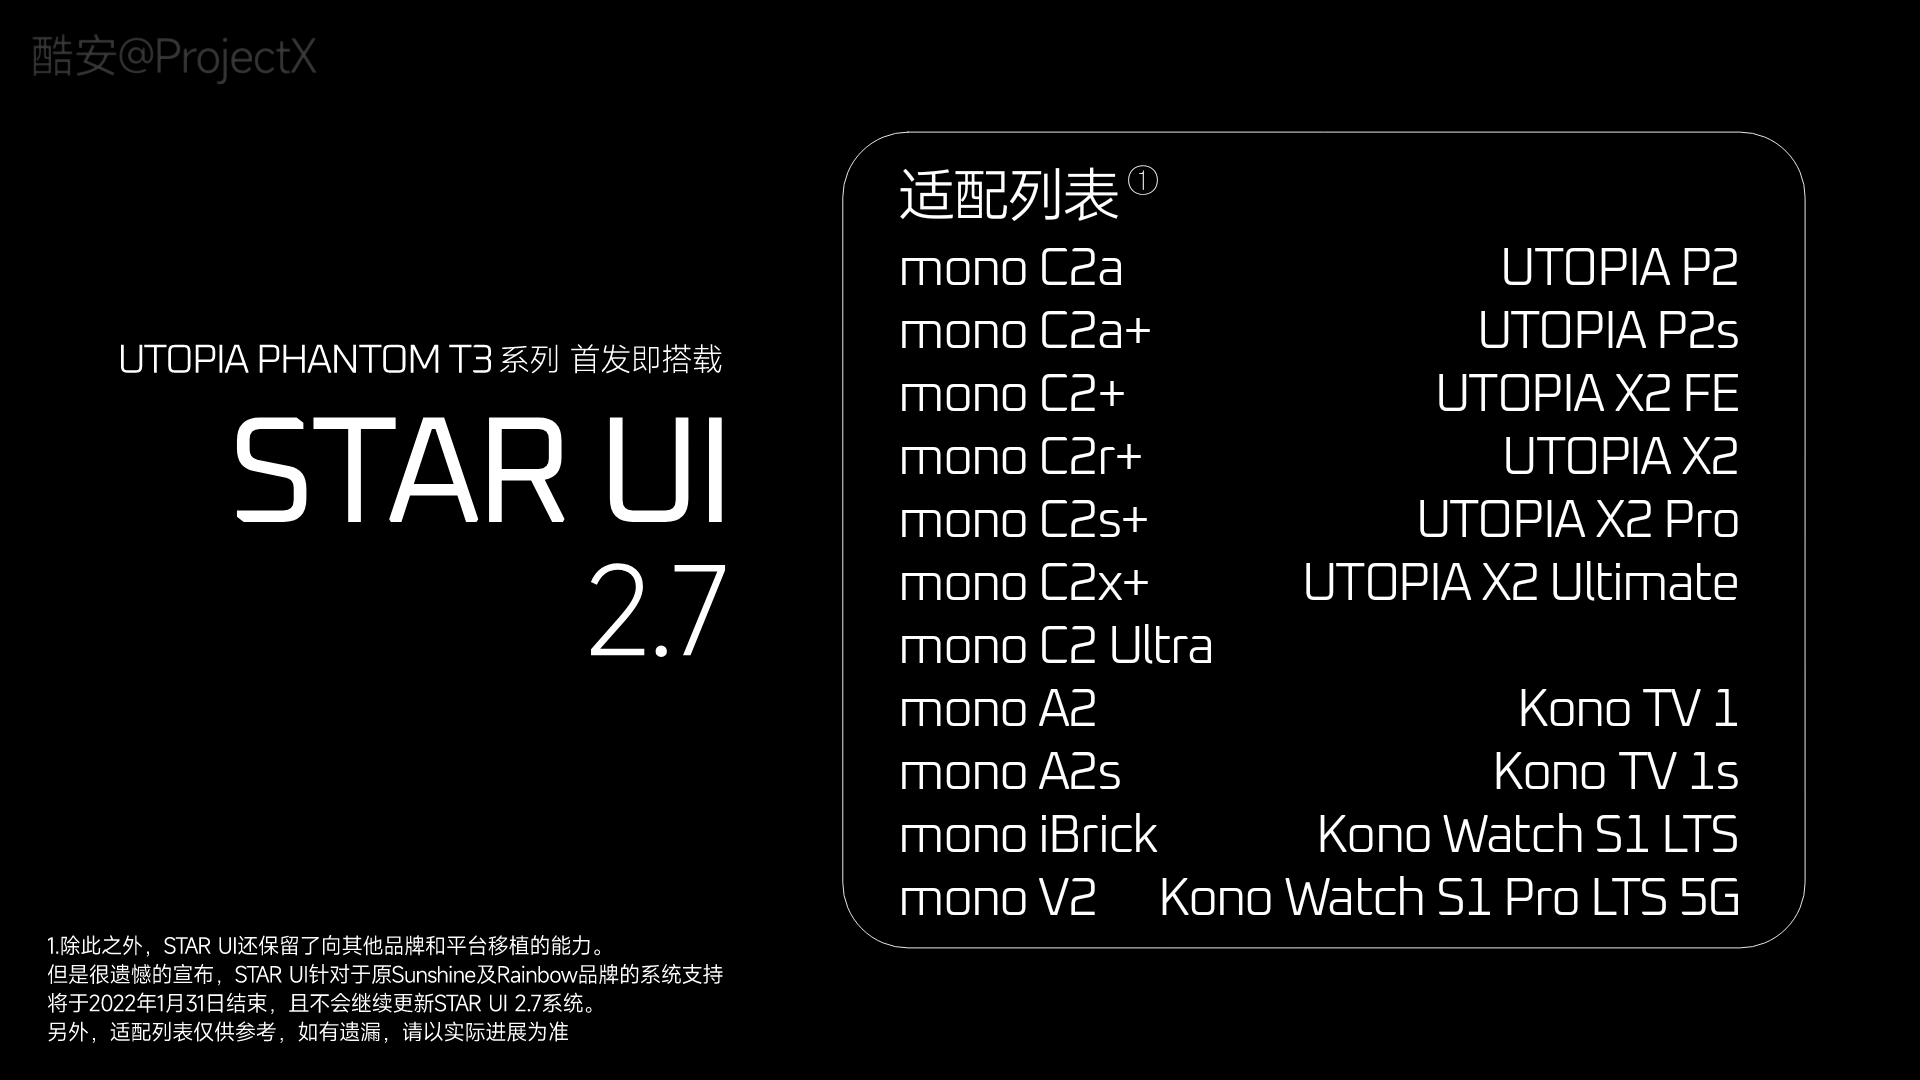 酷安@ProjectX
UTOPIA PHANTOM T3 系列 首发即搭载
STAR UI
2.7
适配列表①
mono C2a
mono C2a+
mono C2+
mono C2r+
mono C2s+
mono C2x+
mono C2 Ultra
mono A2
mono A2s
mono iBrick
mono V2
UTOPIA P2
UTOPIA P2s
UTOPIA X2 FE
UTOPIA X2
UTOPIA X2 Pro
UTOPIA X2 Ultimate
Kono TV 1
Kono TV 1s
Kono Watch S1 LTS
Kono Watch S1 Pro LTS 5G
1.除此之外，STAR UI还保留了向其他品牌和平台移植的能力。
但是很遗憾的宣布，STAR UI针对于原Sunshine及Rainbow品牌的系统支持
将于2022年1月31日结束，且不会继续更新STAR UI 2.7系统。
另外，适配列表仅供参考，如有遗漏，请以实际进展为准